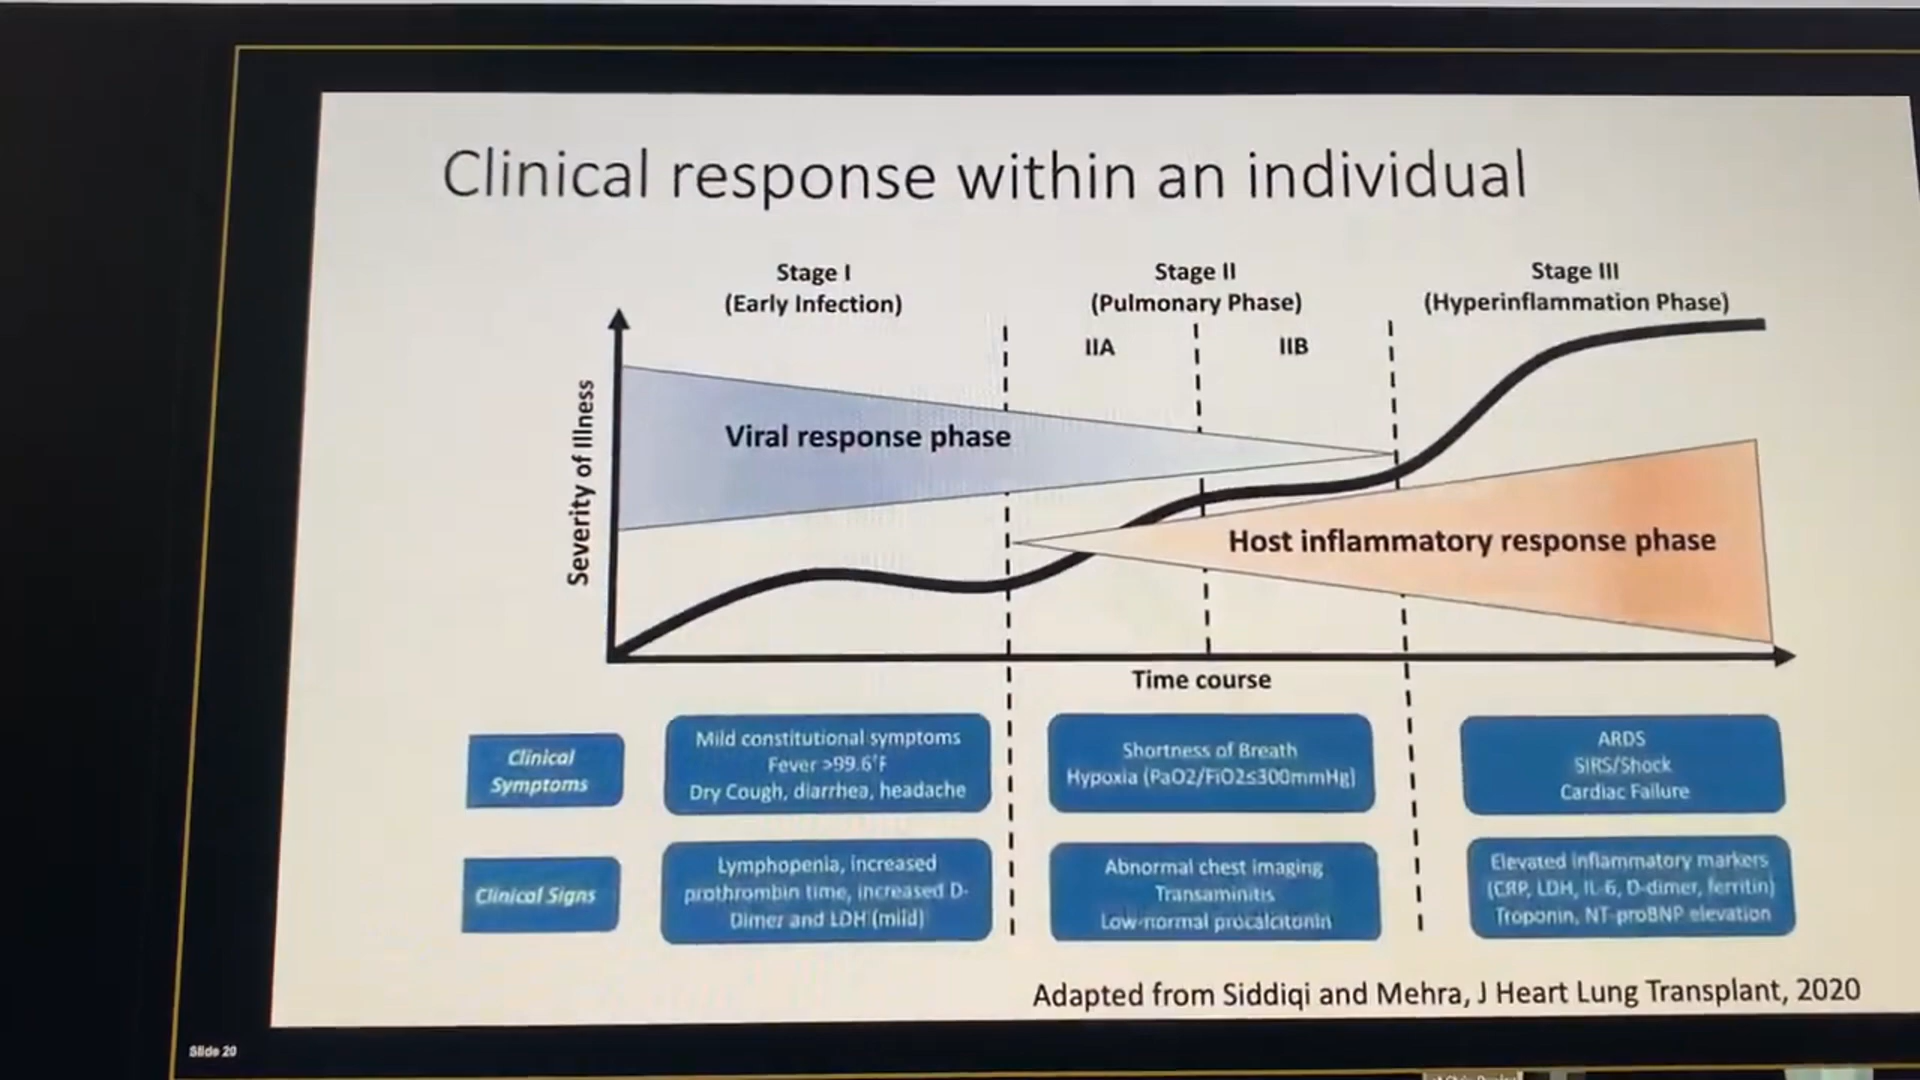 Clinical response within an individual
Stage I
(Early Infection)
Stage II
(Pulmonary Phase)
Stage III
(Hyperinflammation Phase)
IIA
IIB
Severity of Illness
Viral response phase
Host inflammatory response phase
Time course
Clinical
Symptoms
Mild constitutional symptoms
Fever >99.6°F
Dry Cough, diarrhea, headache
Shortness of Breath
Hypoxia (PaO2/FiO2≤300mmHg)
ARDS
SIRS/Shock
Cardiac Failure
Clinical Signs
Lymphopenia, increased
prothrombin time, increased D-
Dimer and LDH (mild)
Abnormal chest imaging
Transaminitis
Low-normal procalcitonin
Elevated inflammatory markers
(CRP, LDH, IL-6, D-dimer, ferritin)
Troponin, NT-proBNP elevation
Adapted from Siddiqi and Mehra, J Heart Lung Transplant, 2020
Slide 20